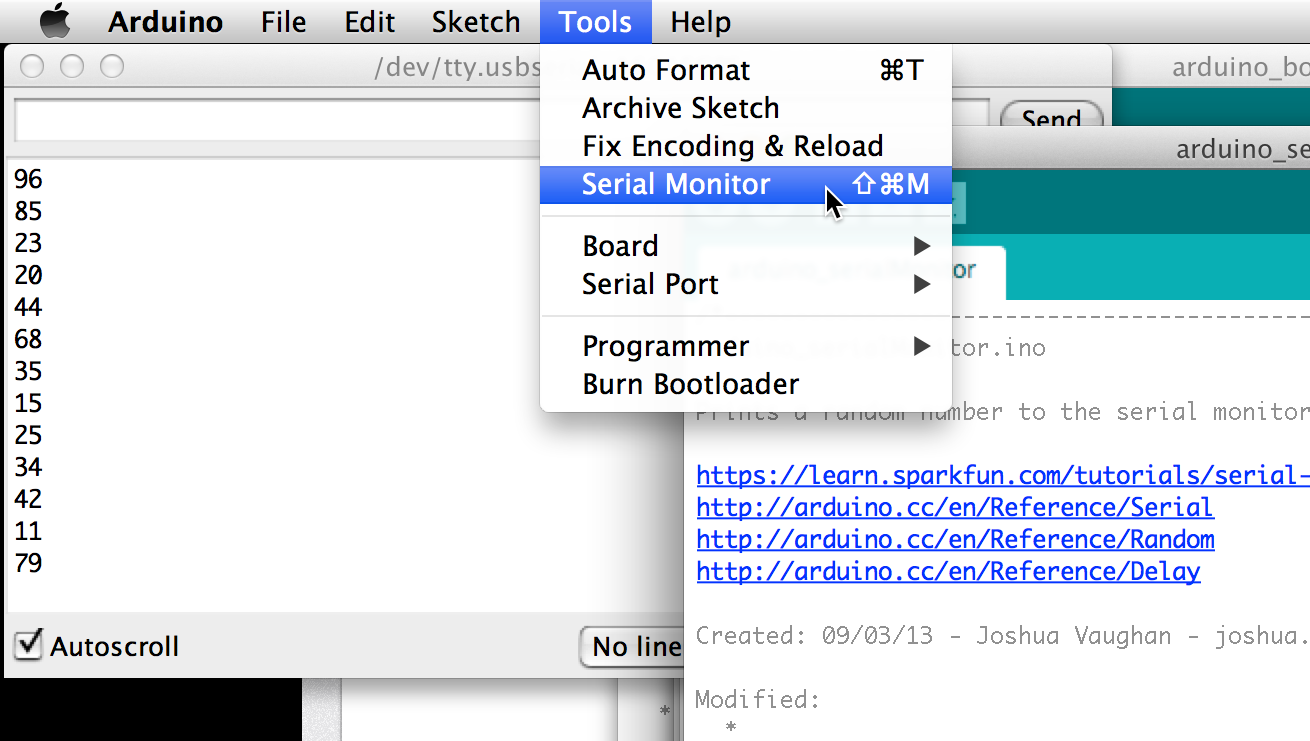 Arduino File Edit Sketch Tools Help
/dev/tty.usbs
arduino_bo
Send
96
85
23
20
44
68
35
15
25
34
42
11
79
Autoscroll
No line
Auto Format ⌘T
Archive Sketch
Fix Encoding & Reload
Serial Monitor ⇧⌘M
Board ▶
Serial Port ▶
Programmer ▶
Burn Bootloader
arduino_se
or
--------------------------
tor.ino
Prints a random number to the serial monitor
https://learn.sparkfun.com/tutorials/serial-
http://arduino.cc/en/Reference/Serial
http://arduino.cc/en/Reference/Random
http://arduino.cc/en/Reference/Delay
Created: 09/03/13 - Joshua Vaughan - joshua.
Modified:
*
*